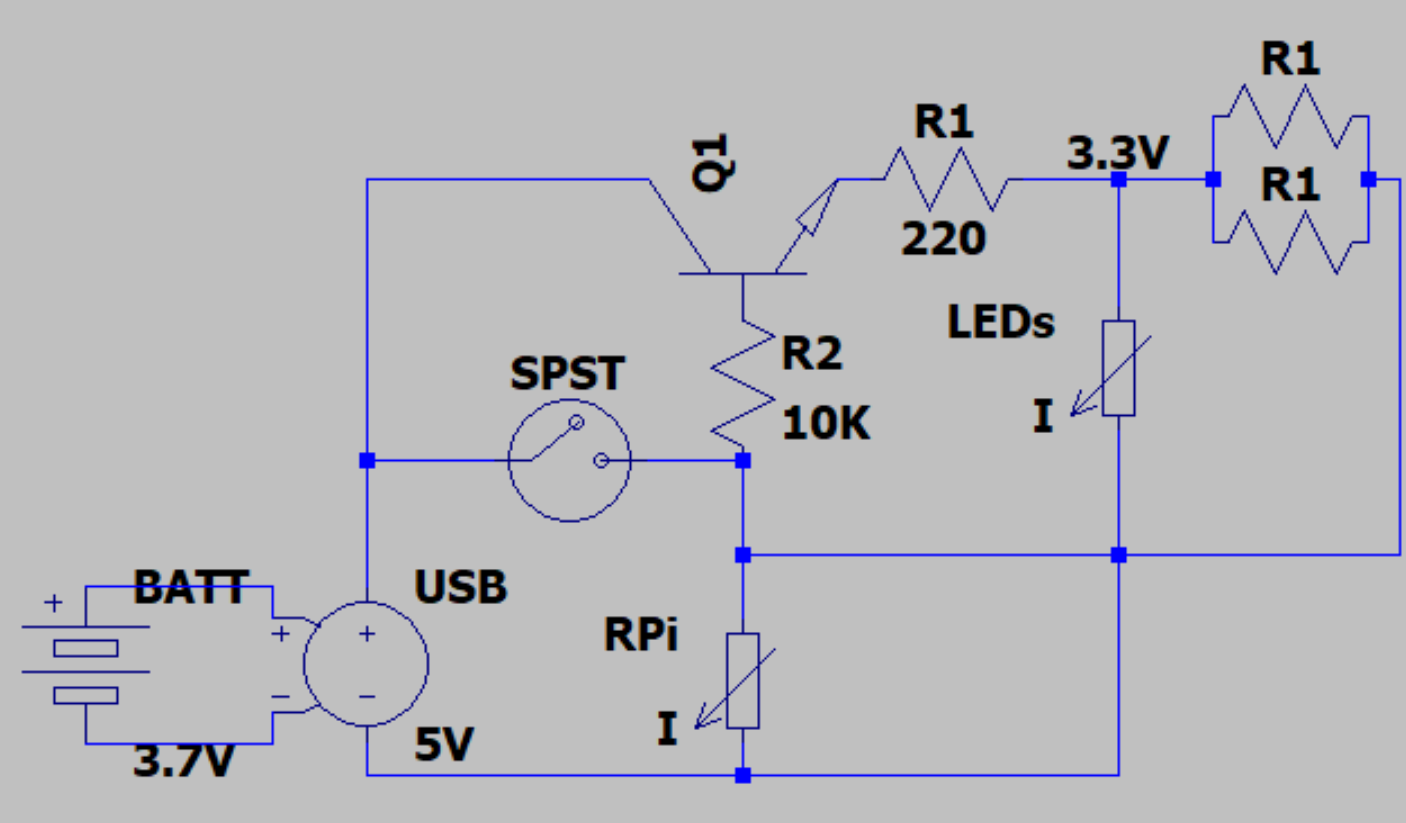 R1
R1
Q1
3.3V
R1
220
LEDs
SPST
R2
I
10K
BATT
USB
+
+
+
RPi
−
−
I
5V
3.7V